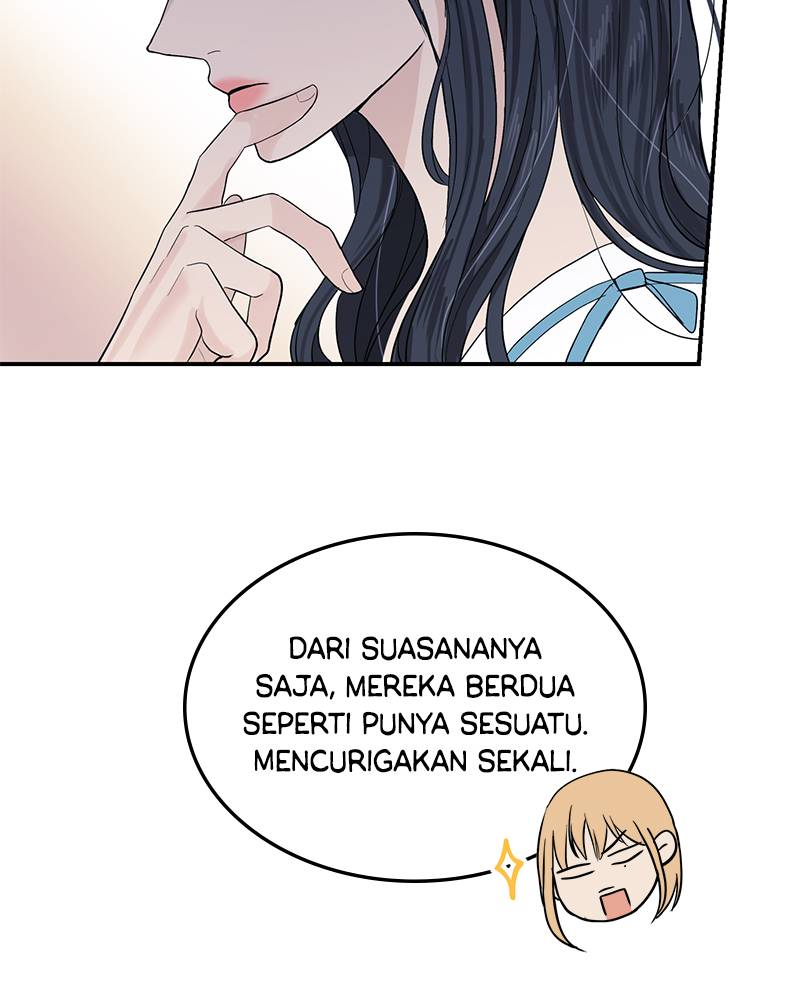 DARI SUASANANYA
SAJA, MEREKA BERDUA
SEPERTI PUNYA SESUATU.
MENCURIGAKAN SEKALI.